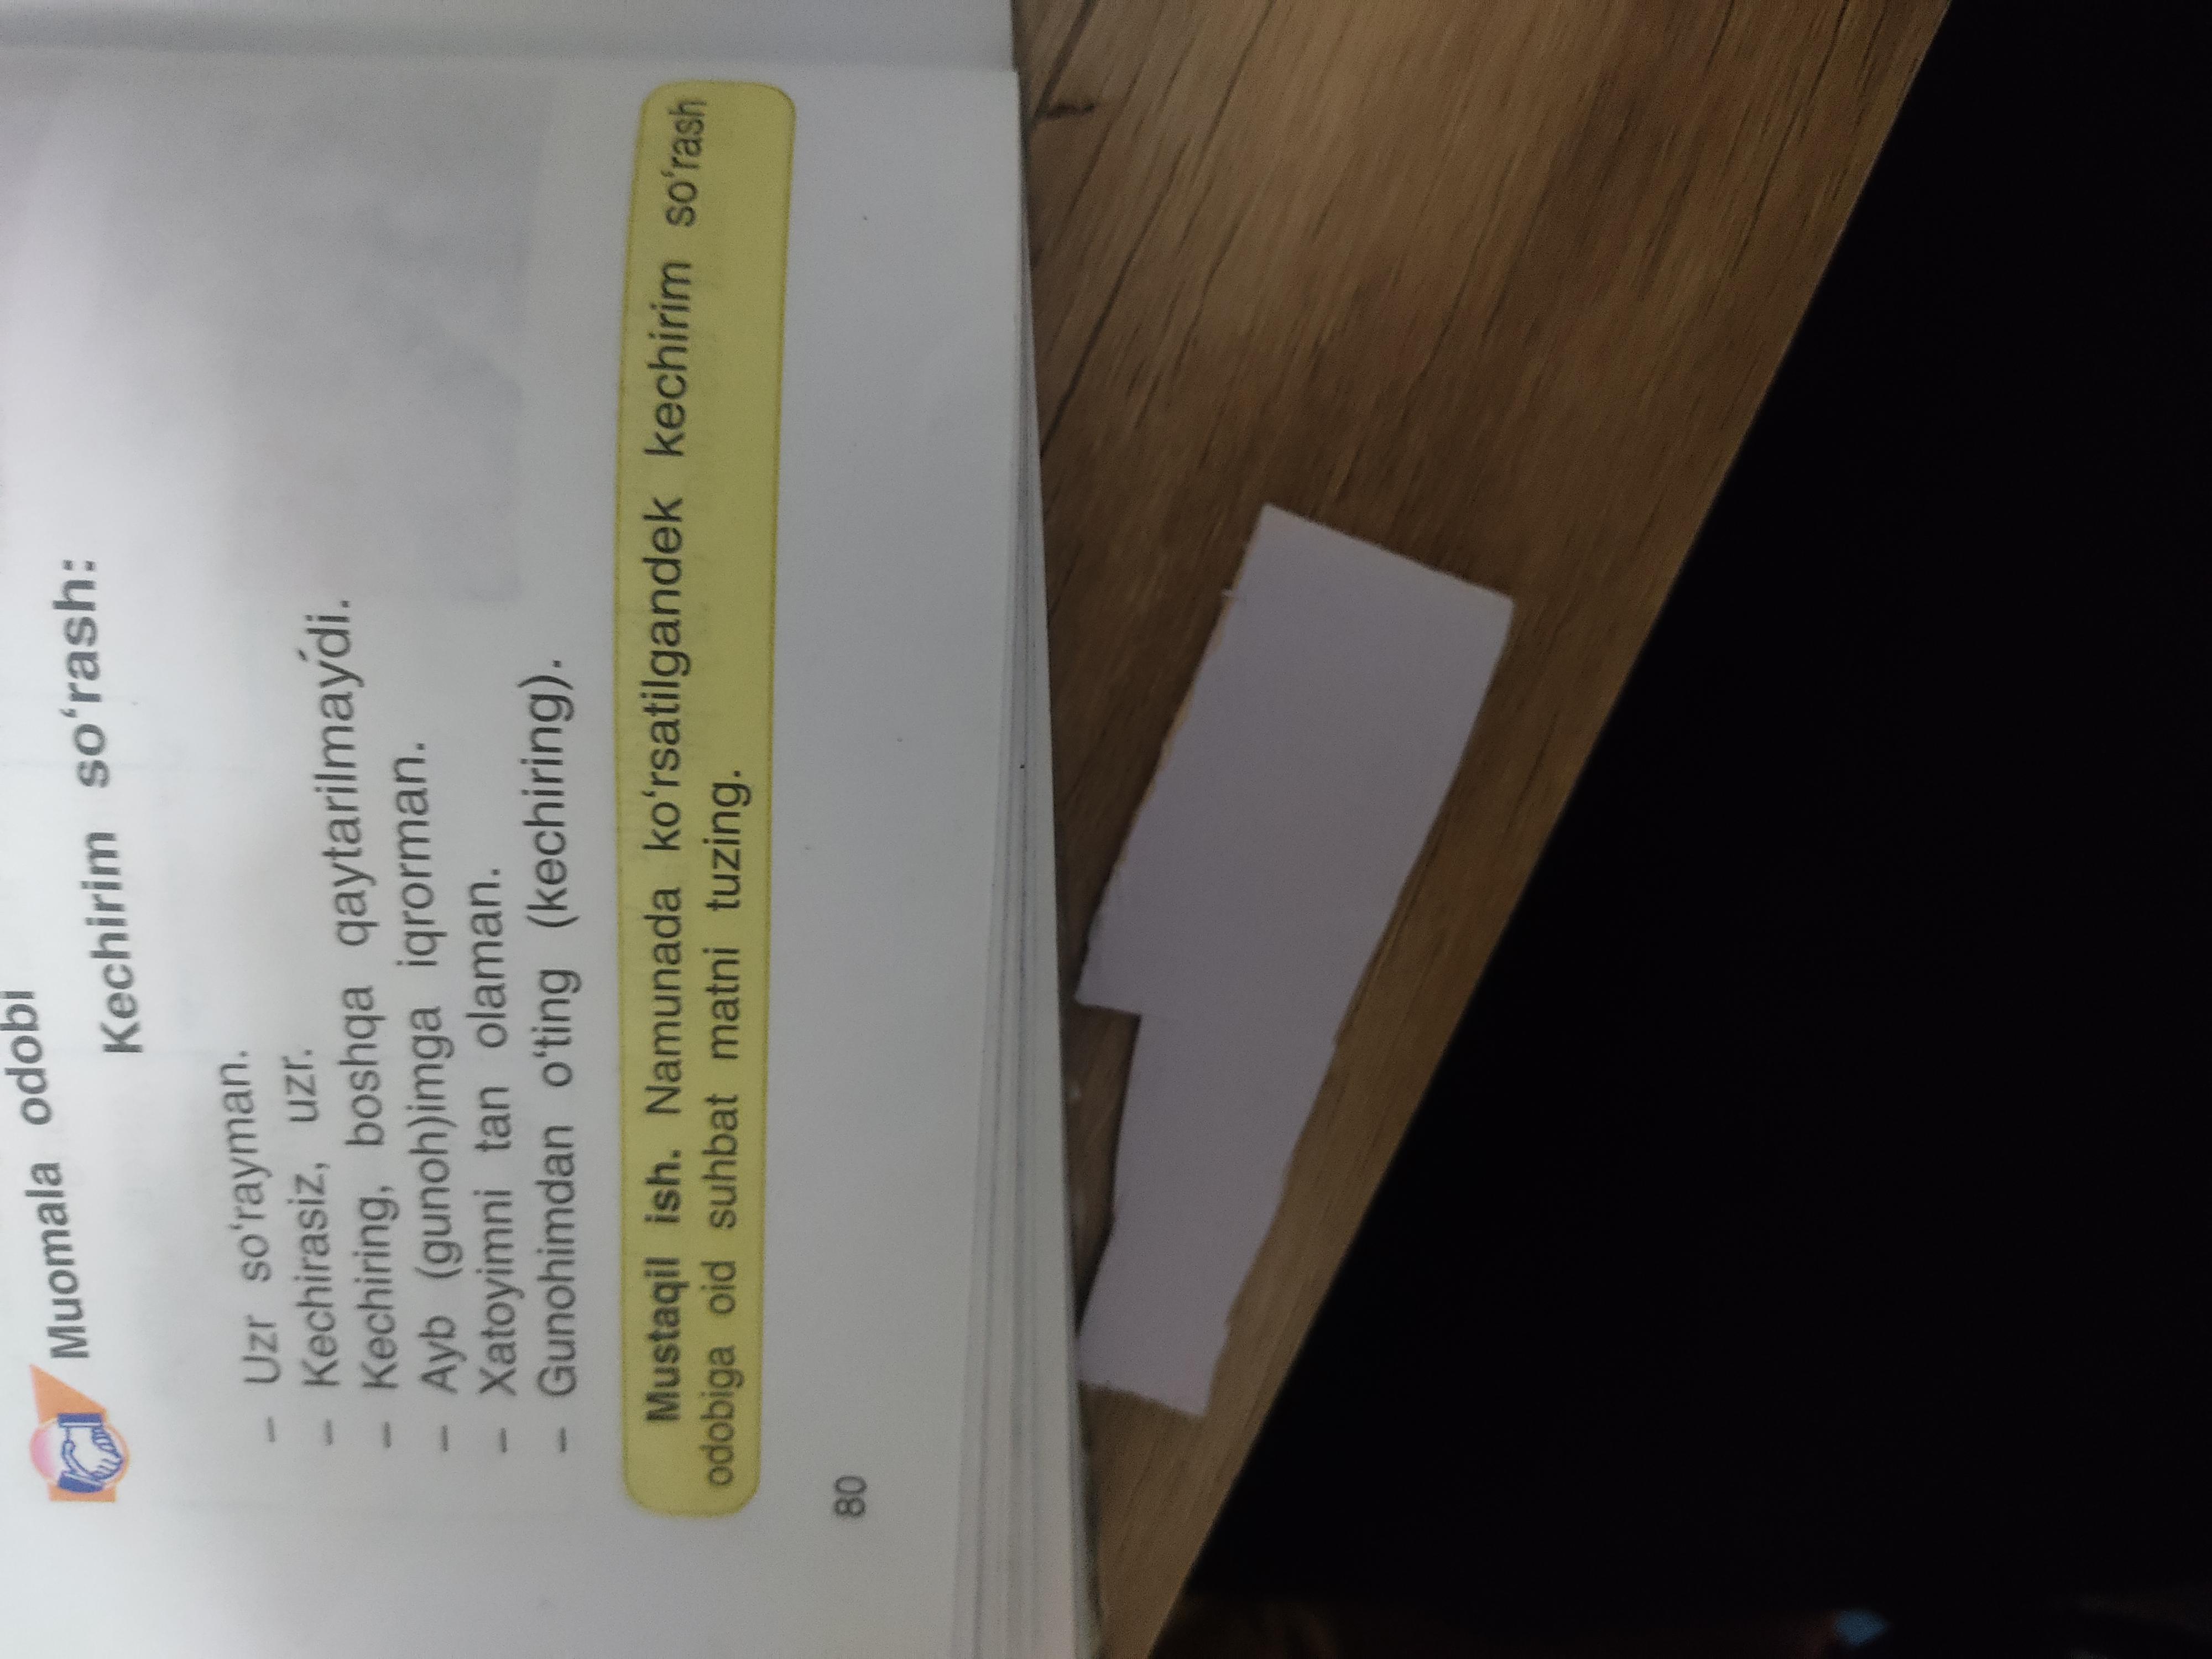 Muomala odobi
Kechirim so‘rash:
– Uzr so‘rayman.
– Kechirasiz, uzr.
– Kechiring, boshqa qaytarilmaýdi.
– Ayb (gunoh)imga iqrorman.
– Xatoyimni tan olaman.
– Gunohimdan o‘ting (kechiring).
Mustaqil ish. Namunada ko‘rsatilgandek kechirim so‘rash
odobiga oid suhbat matni tuzing.
80